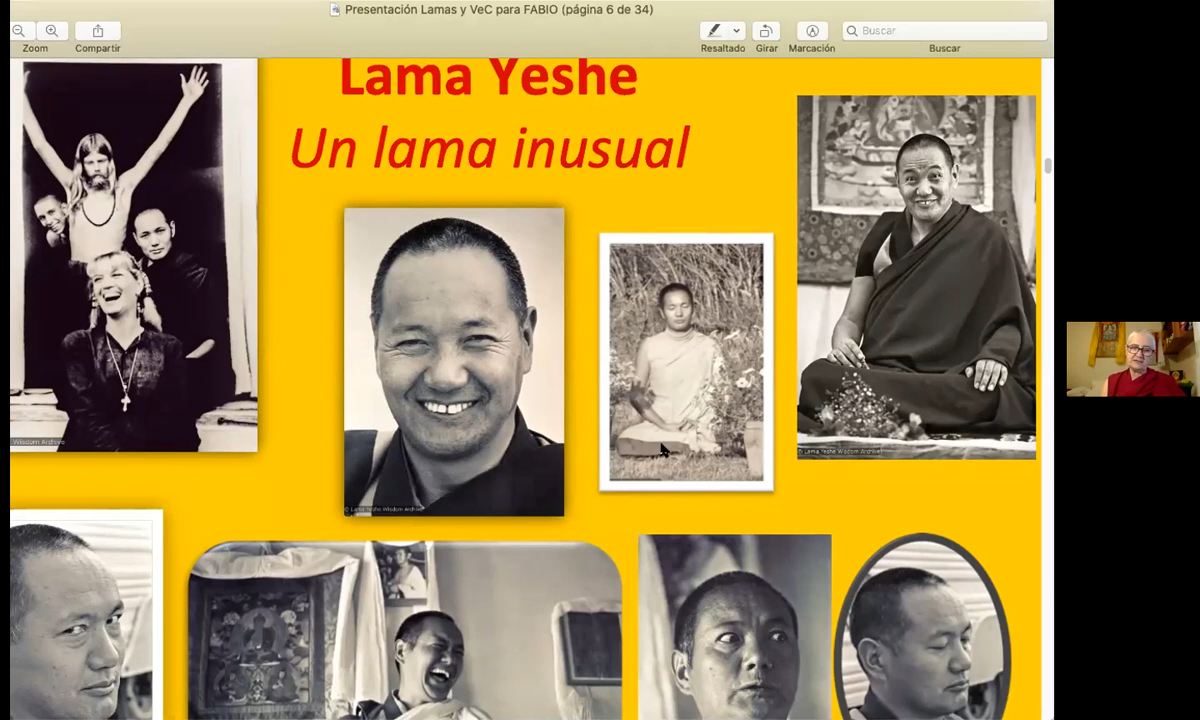 Presentación Lamas y VeC para FABIO (página 6 de 34)
Zoom
Compartir
Resaltado
Girar
Marcación
Buscar
Buscar
Lama Yeshe
Un lama inusual
Wisdom Archive
© Lama Yeshe Wisdom Archive
© Lama Yeshe Wisdom Archive